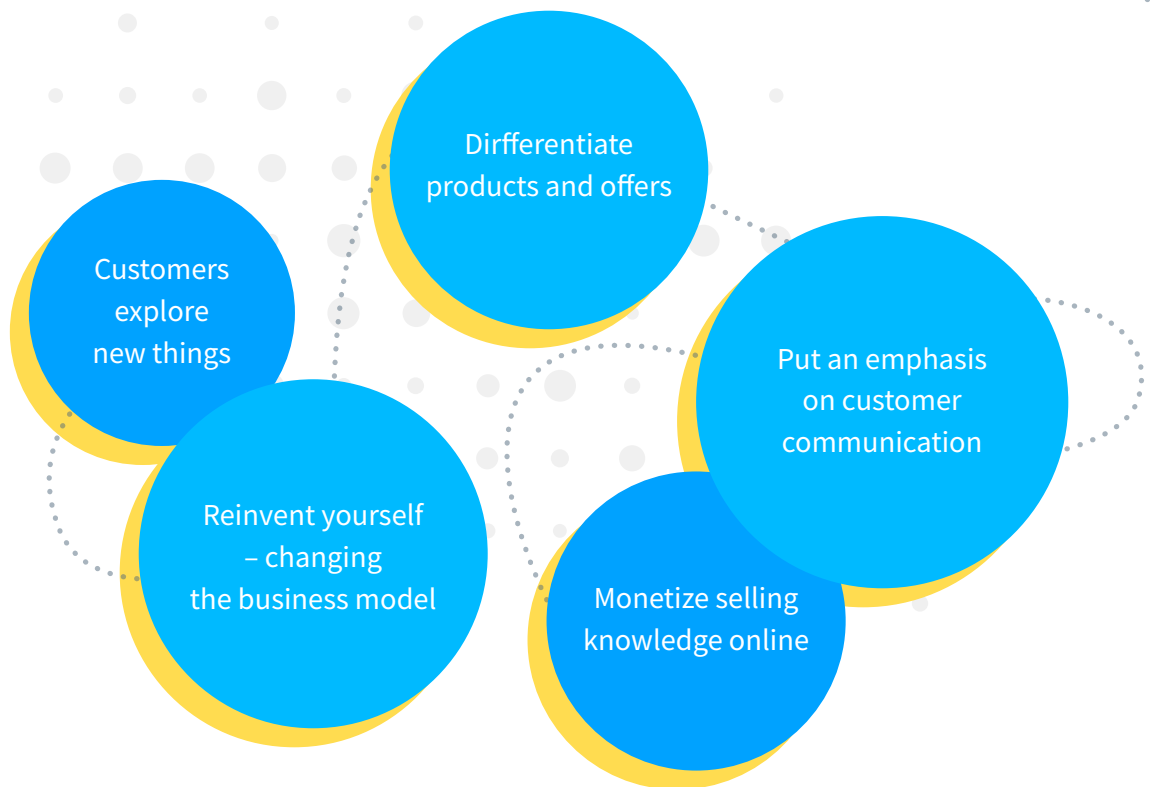 Dirfferentiate
products and offers
Customers
explore
new things
Put an emphasis
on customer
communication
Reinvent yourself
– changing
the business model
Monetize selling
knowledge online